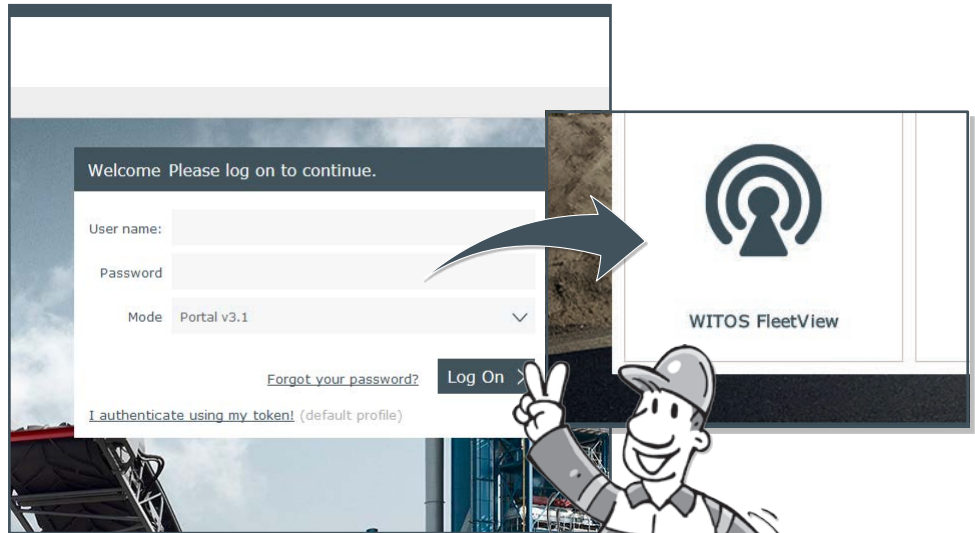 Welcome Please log on to continue.
User name:
Password
Mode Portal v3.1
Forgot your password? Log On
I authenticate using my token! (default profile)
WITOS FleetView